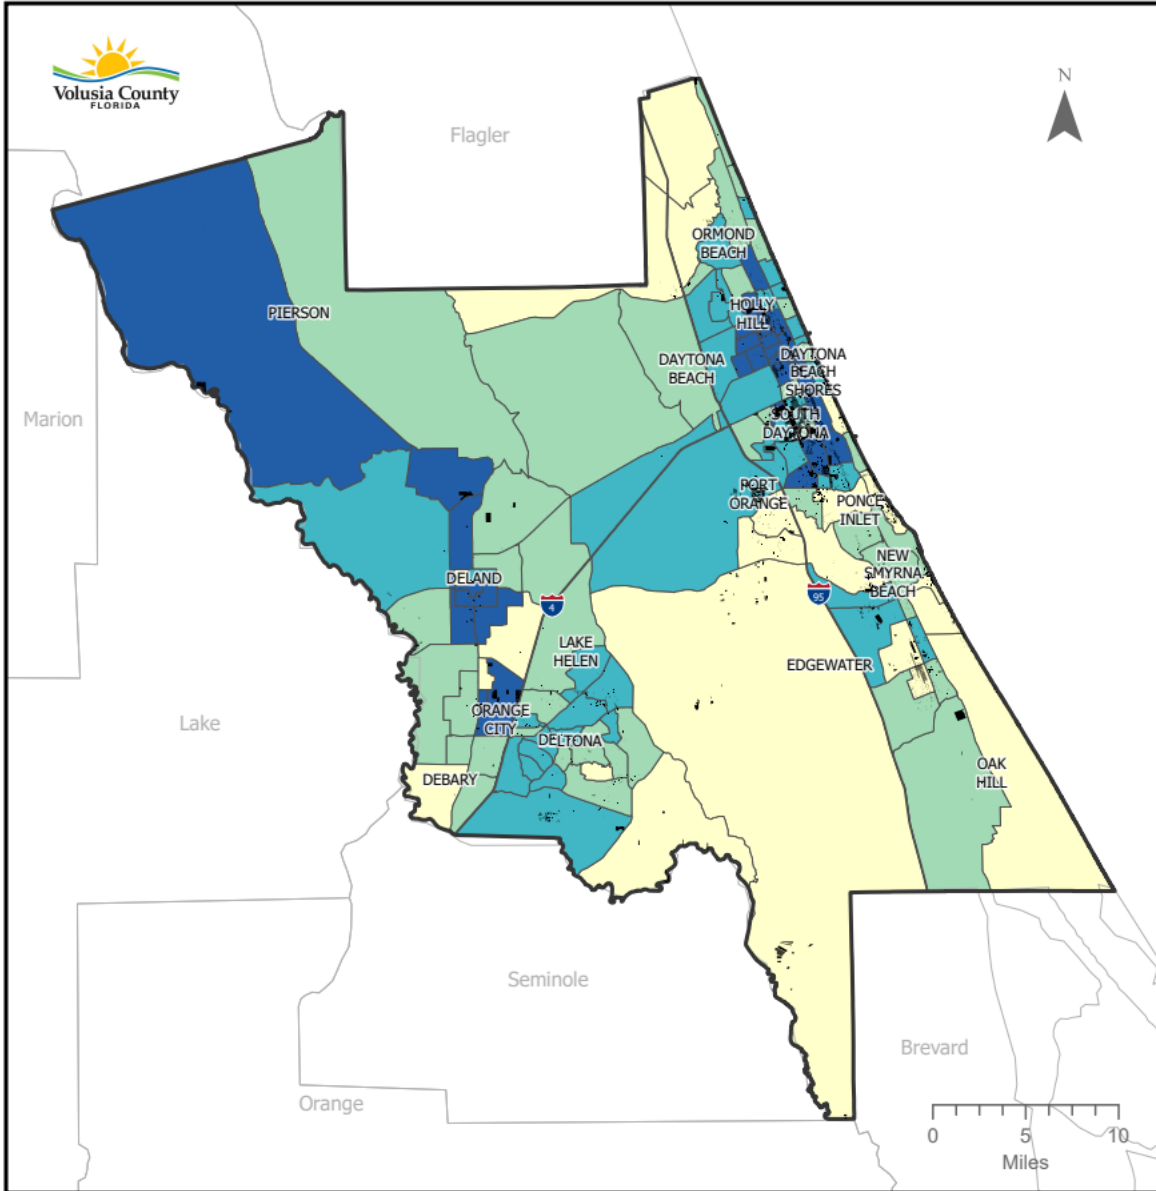 Volusia County
FLORIDA
N
Flagler
ORMOND
BEACH
PIERSON
HOLLY
HILL
DAYTONA
BEACH
DAYTONA
BEACH
SHORES
Marion
SOUTH
DAYTONA
PORT
ORANGE
PONCE
INLET
NEW
SMYRNA
BEACH
DELAND
4
95
LAKE
HELEN
EDGEWATER
Lake
ORANGE
CITY
DELTONA
DEBARY
OAK
HILL
Seminole
Brevard
Orange
0 5 10
Miles